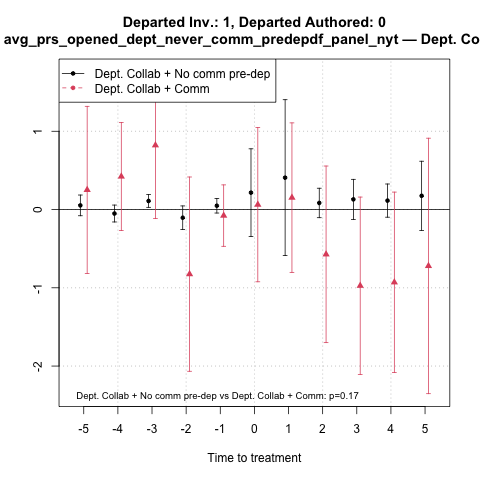 Departed Inv.: 1, Departed Authored: 0
avg_prs_opened_dept_never_comm_predepdf_panel_nyt — Dept. Co
Dept. Collab + No comm pre-dep
Dept. Collab + Comm
1
0
-1
-2
Dept. Collab + No comm pre-dep vs Dept. Collab + Comm: p=0.17
-5 -4 -3 -2 -1 0 1 2 3 4 5
Time to treatment